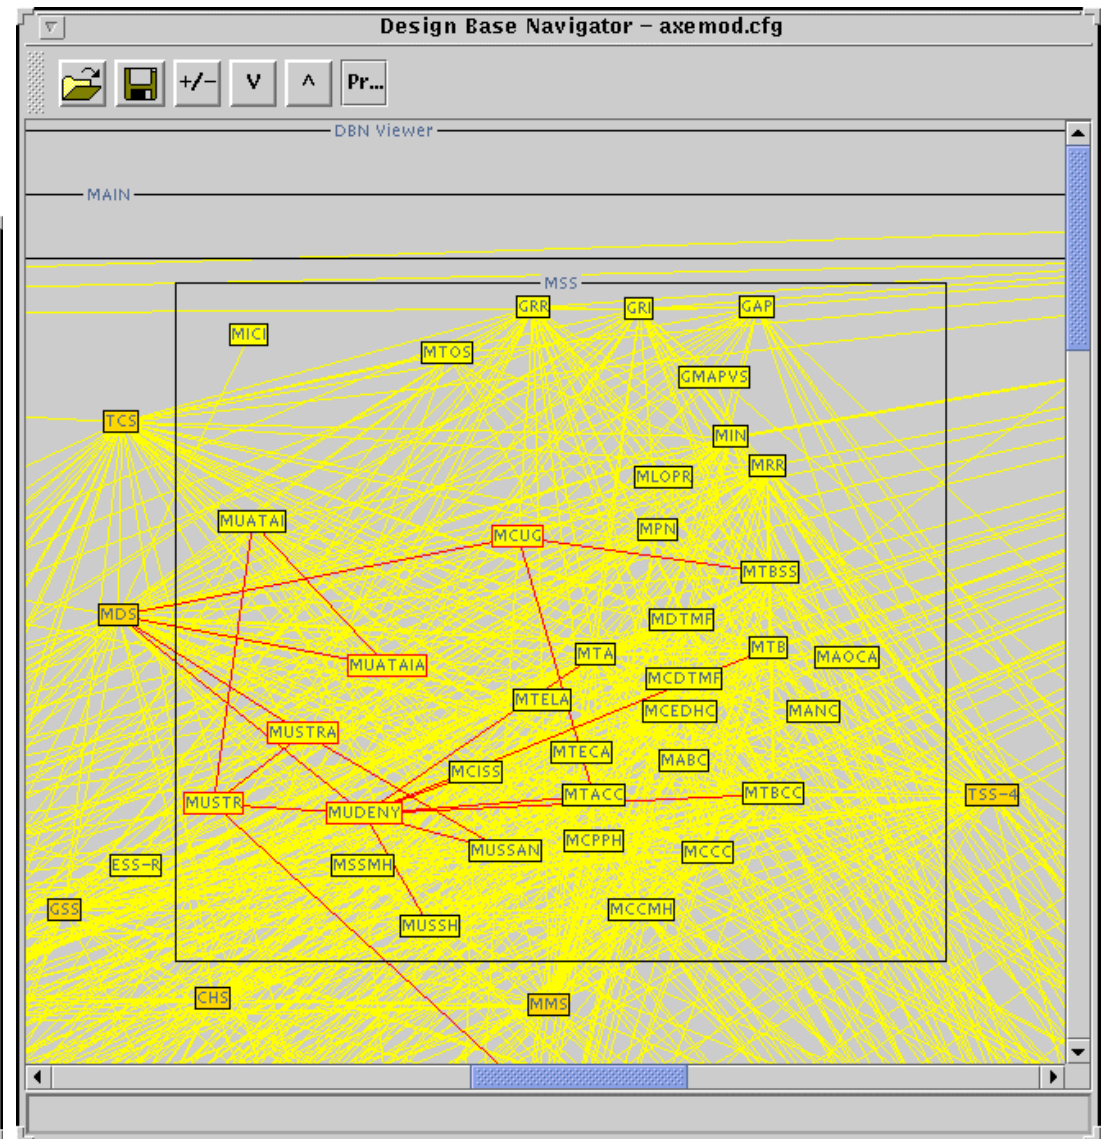 Design Base Navigator – axemod.cfg
+/- V ^ Pr...
DBN Viewer
MAIN
MSS
GRR GRI GAP
MICI
MTOS
GMAPVS
TCS
MIN
MRR
MLOPR
MUATAI
MPN
MCUG
MTBSS
MDS
MDTMF
MTA
MTB
MAOCA
MUATAIA
MCDTMF
MTELA
MCEDHC
MANC
MUSTRA
MTECA
MABC
MCISS
MUSTR
MUDENY
MTACC
MTBCC
TSS-4
MCPPH
MUSSAN
MCCC
ESS-R
MSSMH
GSS
MCCMH
MUSSH
CHS
MMS